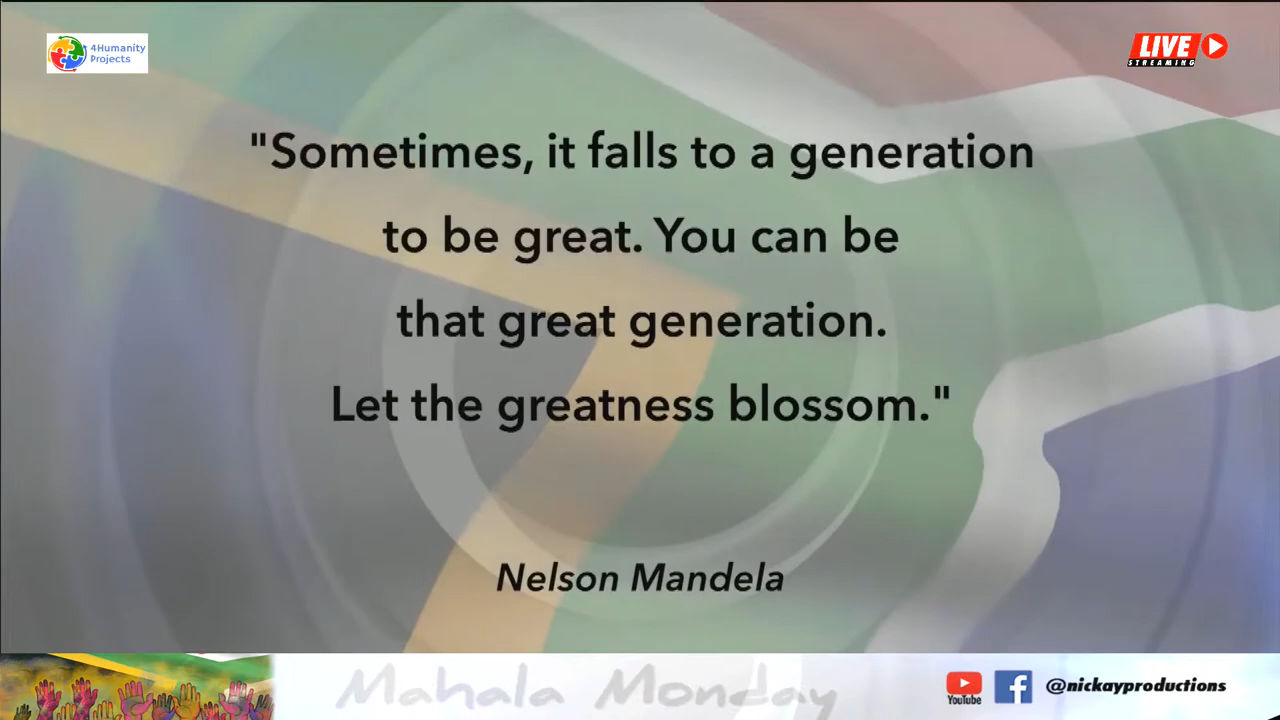 4Humanity
Projects
LIVE
STREAMING
"Sometimes, it falls to a generation
to be great. You can be
that great generation.
Let the greatness blossom."
Nelson Mandela
Mahala Monday
YouTube
@nickayproductions